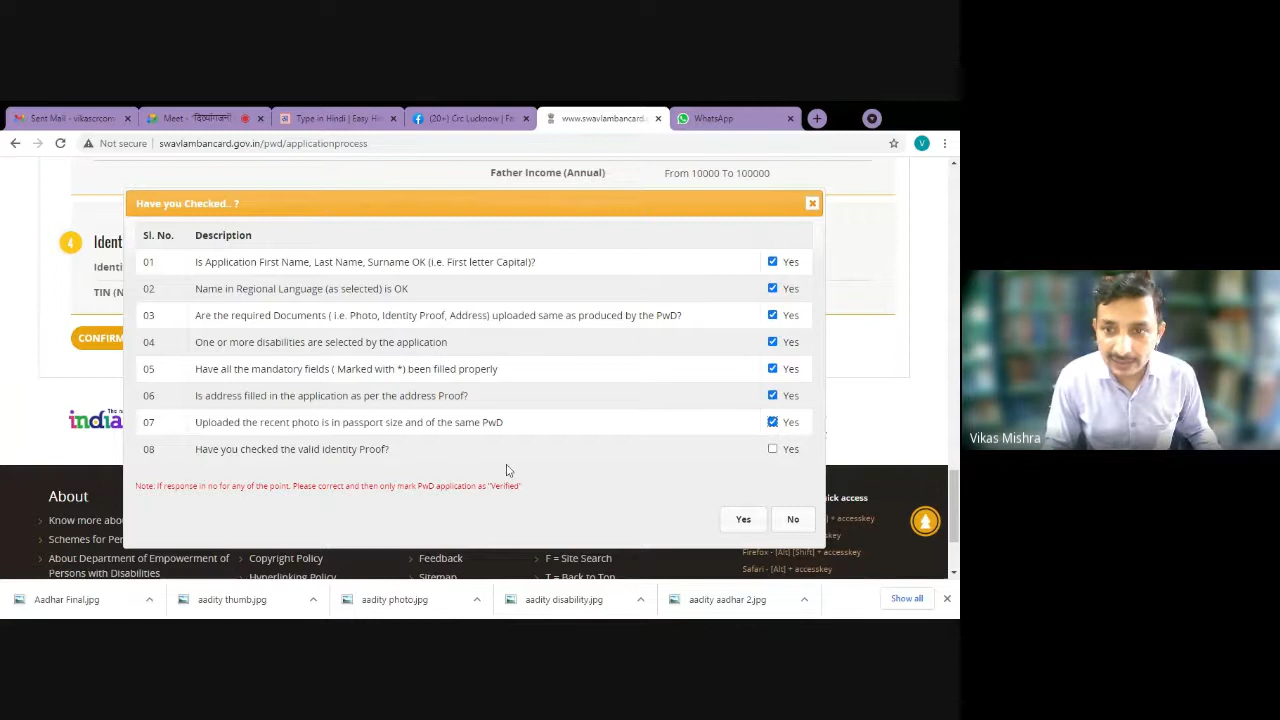 Sent Mail - vikascrcom
Meet - "दिव्यांगजनो
Type in Hindi | Easy Hi
(20+) Crc Lucknow | Fa
www.swavlambancard.g
WhatsApp
Not secure
swavlambancard.gov.in/pwd/applicationprocess
V
Father Income (Annual)
From 10000 To 100000
Have you Checked.. ?
Sl. No.
Description
01 Is Application First Name, Last Name, Surname OK (i.e. First letter Capital)? Yes
02 Name in Regional Language (as selected) is OK Yes
03 Are the required Documents ( i.e. Photo, Identity Proof, Address) uploaded same as produced by the PwD? Yes
04 One or more disabilities are selected by the application Yes
05 Have all the mandatory fields ( Marked with *) been filled properly Yes
06 Is address filled in the application as per the address Proof? Yes
07 Uploaded the recent photo is in passport size and of the same PwD Yes
08 Have you checked the valid identity Proof? Yes
Note: If response in no for any of the point. Please correct and then only mark PwD application as "Verified"
Yes
No
4
Ident
Identi
TIN (N
CONFIRM
The n
india
About
Know more abou
Schemes for Per
About Department of Empowerment of
Persons with Disabilities
Copyright Policy
Hyperlinking Policy
Feedback
Sitemap
F = Site Search
T = Back to Top
ick access
] + accesskey
e.
Firefox - [Alt] [Shift] + accesskey
Safari - [Alt] + accesskey
Aadhar Final.jpg
aadity thumb.jpg
aadity photo.jpg
aadity disability.jpg
aadity aadhar 2.jpg
Show all
Vikas Mishra